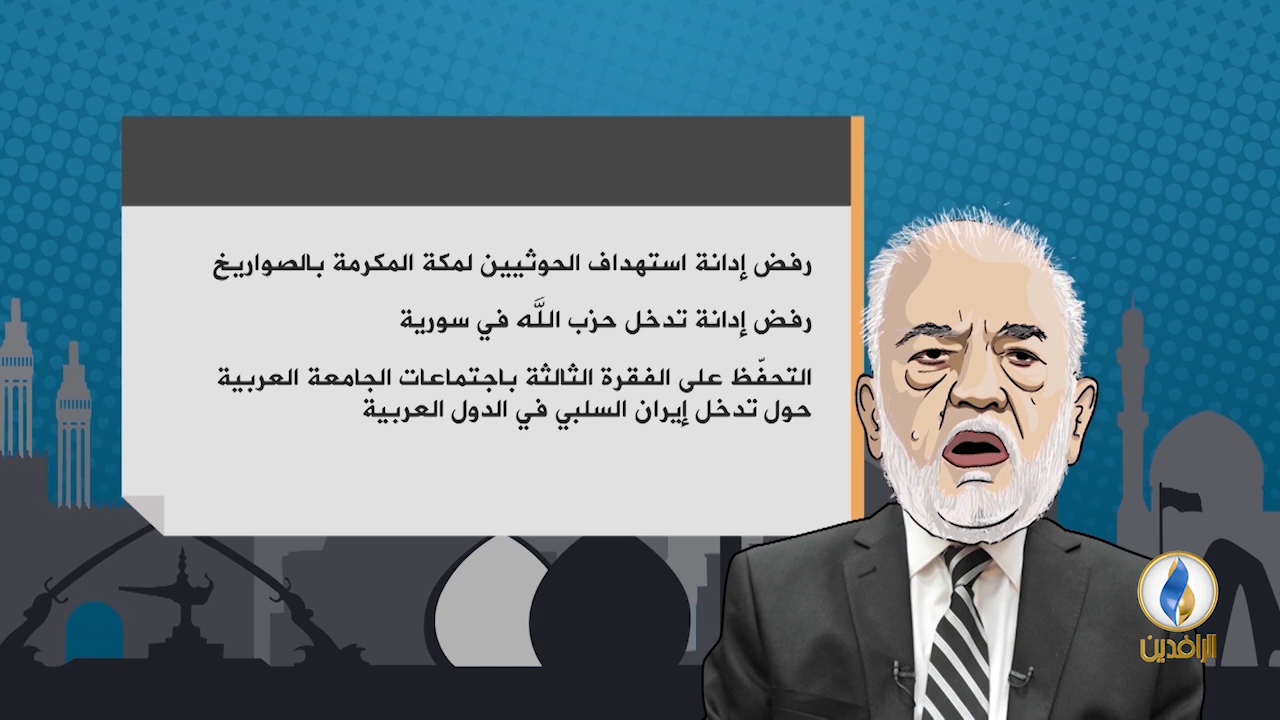 رفض إدانة استهداف الحوثيين لمكة المكرمة بالصواريخ
رفض إدانة تدخل حزب اللَّه في سورية
التحفّظ على الفقرة الثالثة باجتماعات الجامعة العربية
حول تدخل إيران السلبي في الدول العربية
الرافدين